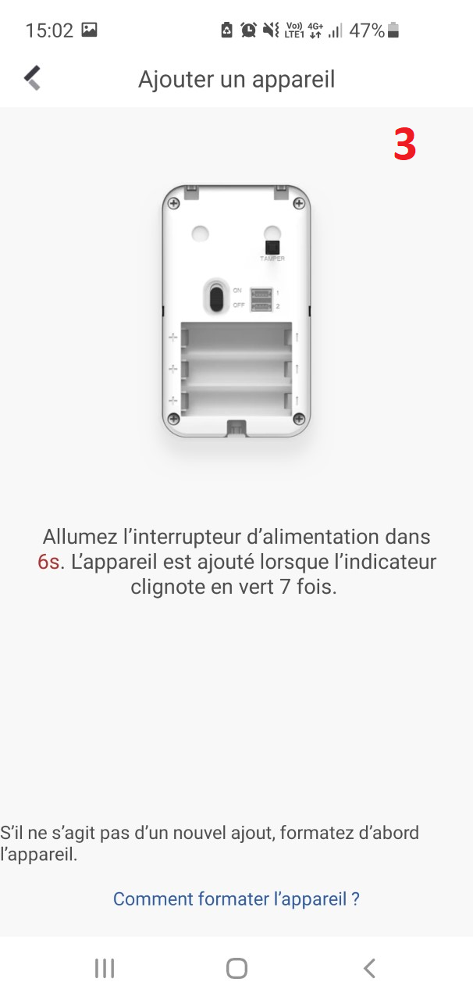 15:02 Vo)) 4G+ 47%
LTE1
Ajouter un appareil
3
TAMPER
ON 1
OFF 2
Allumez l’interrupteur d’alimentation dans
6s. L’appareil est ajouté lorsque l’indicateur
clignote en vert 7 fois.
S’il ne s’agit pas d’un nouvel ajout, formatez d’abord
l’appareil.
Comment formater l’appareil ?